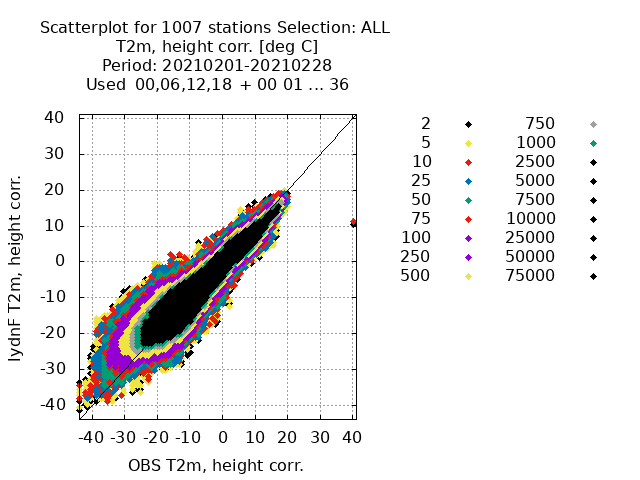 Scatterplot for 1007 stations Selection: ALL
T2m, height corr. [deg C]
Period: 20210201-20210228
Used 00,06,12,18 + 00 01 ... 36
40
30
20
10
0
-10
-20
-30
-40
-40 -30 -20 -10 0 10 20 30 40
OBS T2m, height corr.
lydnF T2m, height corr.
2 750
5 1000
10 2500
25 5000
50 7500
75 10000
100 25000
250 50000
500 75000